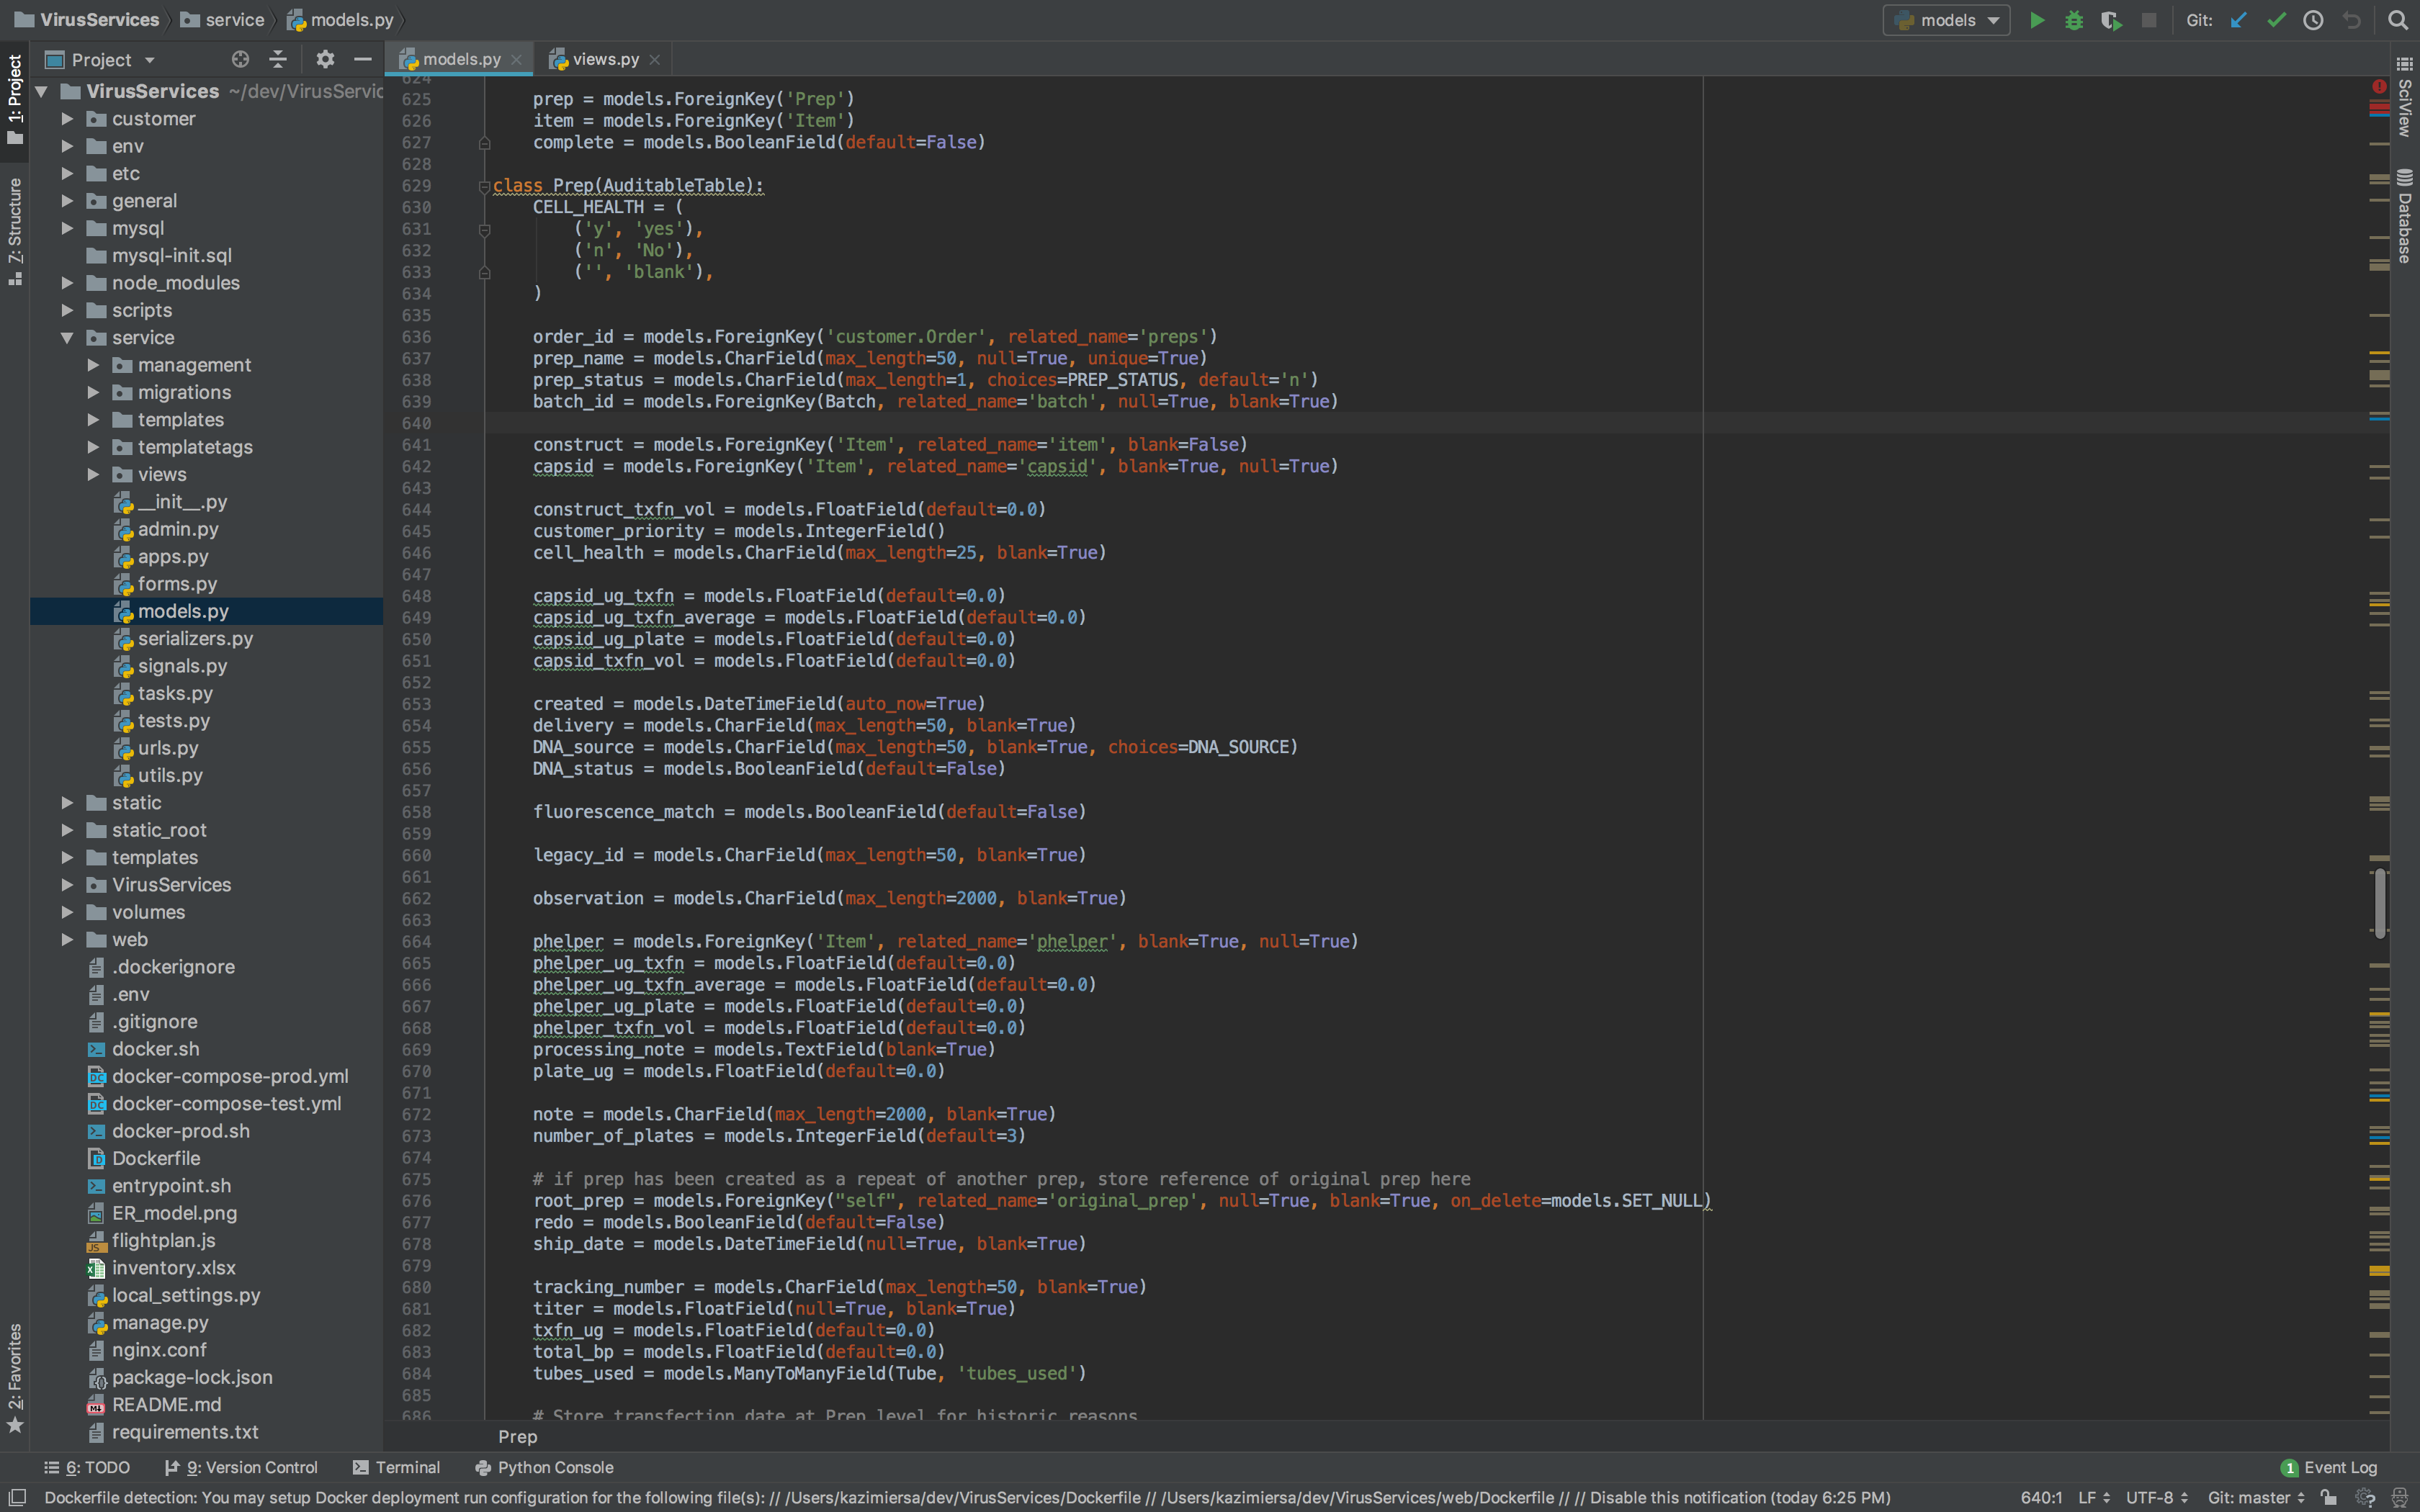 VirusServices service models.py models Git:
Project models.py views.py
1: Project
7: Structure
2: Favorites
SciView
Database
VirusServices ~/dev/VirusServic
customer
env
etc
general
mysql
mysql-init.sql
node_modules
scripts
service
management
migrations
templates
templatetags
views
__init__.py
admin.py
apps.py
forms.py
models.py
serializers.py
signals.py
tasks.py
tests.py
urls.py
utils.py
static
static_root
templates
VirusServices
volumes
web
.dockerignore
.env
.gitignore
docker.sh
docker-compose-prod.yml
docker-compose-test.yml
docker-prod.sh
Dockerfile
entrypoint.sh
ER_model.png
flightplan.js
inventory.xlsx
local_settings.py
manage.py
nginx.conf
package-lock.json
README.md
requirements.txt
624
625 prep = models.ForeignKey('Prep')
626 item = models.ForeignKey('Item')
627 complete = models.BooleanField(default=False)
628
629 class Prep(AuditableTable):
630 CELL_HEALTH = (
631 ('y', 'yes'),
632 ('n', 'No'),
633 ('', 'blank'),
634 )
635
636 order_id = models.ForeignKey('customer.Order', related_name='preps')
637 prep_name = models.CharField(max_length=50, null=True, unique=True)
638 prep_status = models.CharField(max_length=1, choices=PREP_STATUS, default='n')
639 batch_id = models.ForeignKey(Batch, related_name='batch', null=True, blank=True)
640
641 construct = models.ForeignKey('Item', related_name='item', blank=False)
642 capsid = models.ForeignKey('Item', related_name='capsid', blank=True, null=True)
643
644 construct_txfn_vol = models.FloatField(default=0.0)
645 customer_priority = models.IntegerField()
646 cell_health = models.CharField(max_length=25, blank=True)
647
648 capsid_ug_txfn = models.FloatField(default=0.0)
649 capsid_ug_txfn_average = models.FloatField(default=0.0)
650 capsid_ug_plate = models.FloatField(default=0.0)
651 capsid_txfn_vol = models.FloatField(default=0.0)
652
653 created = models.DateTimeField(auto_now=True)
654 delivery = models.CharField(max_length=50, blank=True)
655 DNA_source = models.CharField(max_length=50, blank=True, choices=DNA_SOURCE)
656 DNA_status = models.BooleanField(default=False)
657
658 fluorescence_match = models.BooleanField(default=False)
659
660 legacy_id = models.CharField(max_length=50, blank=True)
661
662 observation = models.CharField(max_length=2000, blank=True)
663
664 phelper = models.ForeignKey('Item', related_name='phelper', blank=True, null=True)
665 phelper_ug_txfn = models.FloatField(default=0.0)
666 phelper_ug_txfn_average = models.FloatField(default=0.0)
667 phelper_ug_plate = models.FloatField(default=0.0)
668 phelper_txfn_vol = models.FloatField(default=0.0)
669 processing_note = models.TextField(blank=True)
670 plate_ug = models.FloatField(default=0.0)
671
672 note = models.CharField(max_length=2000, blank=True)
673 number_of_plates = models.IntegerField(default=3)
674
675 # if prep has been created as a repeat of another prep, store reference of original prep here
676 root_prep = models.ForeignKey("self", related_name='original_prep', null=True, blank=True, on_delete=models.SET_NULL)
677 redo = models.BooleanField(default=False)
678 ship_date = models.DateTimeField(null=True, blank=True)
679
680 tracking_number = models.CharField(max_length=50, blank=True)
681 titer = models.FloatField(null=True, blank=True)
682 txfn_ug = models.FloatField(default=0.0)
683 total_bp = models.FloatField(default=0.0)
684 tubes_used = models.ManyToManyField(Tube, 'tubes_used')
685
686 # Store transfection date at Prep level for historic reasons
Prep
6: TODO 9: Version Control Terminal Python Console 1 Event Log
Dockerfile detection: You may setup Docker deployment run configuration for the following file(s): // /Users/kazimiersa/dev/VirusServices/Dockerfile // /Users/kazimiersa/dev/VirusServices/web/Dockerfile // // Disable this notification (today 6:25 PM) 640:1 LF UTF-8 Git: master